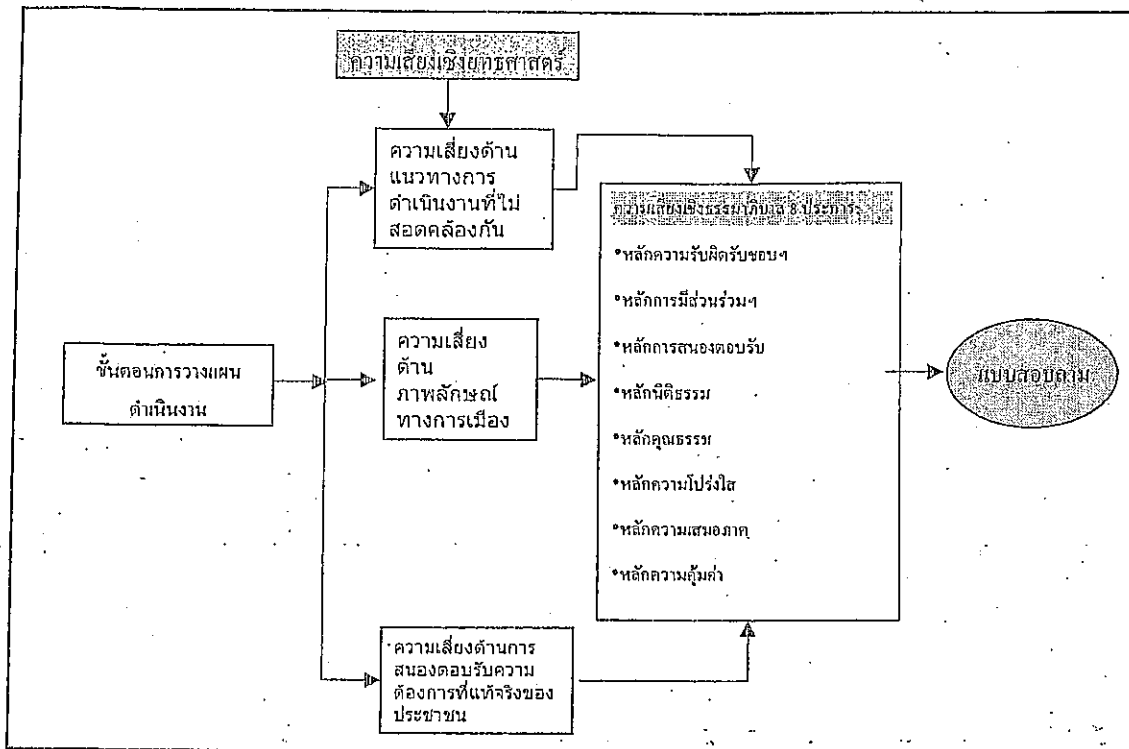 ความเสี่ยงเชิงยุทธศาสตร์
ความเสี่ยงด้าน
แนวทางการ
ดำเนินงานที่ไม่
สอดคล้องกัน
ความเสี่ยงเชิงธรรมาภิบาล 8 ประการ
*หลักความรับผิดรับชอบฯ
*หลักการมีส่วนร่วมฯ
*หลักการสนองตอบรับ
*หลักนิติธรรม
*หลักคุณธรรม
*หลักความโปร่งใส
*หลักความเสมอภาค
*หลักความคุ้มค่า
ขั้นตอนการวางแผน
ดำเนินงาน
ความเสี่ยง
ด้าน
ภาพลักษณ์
ทางการเมือง
แบบสอบถาม
ความเสี่ยงด้านการ
สนองตอบรับความ
ต้องการที่แท้จริงของ
ประชาชน